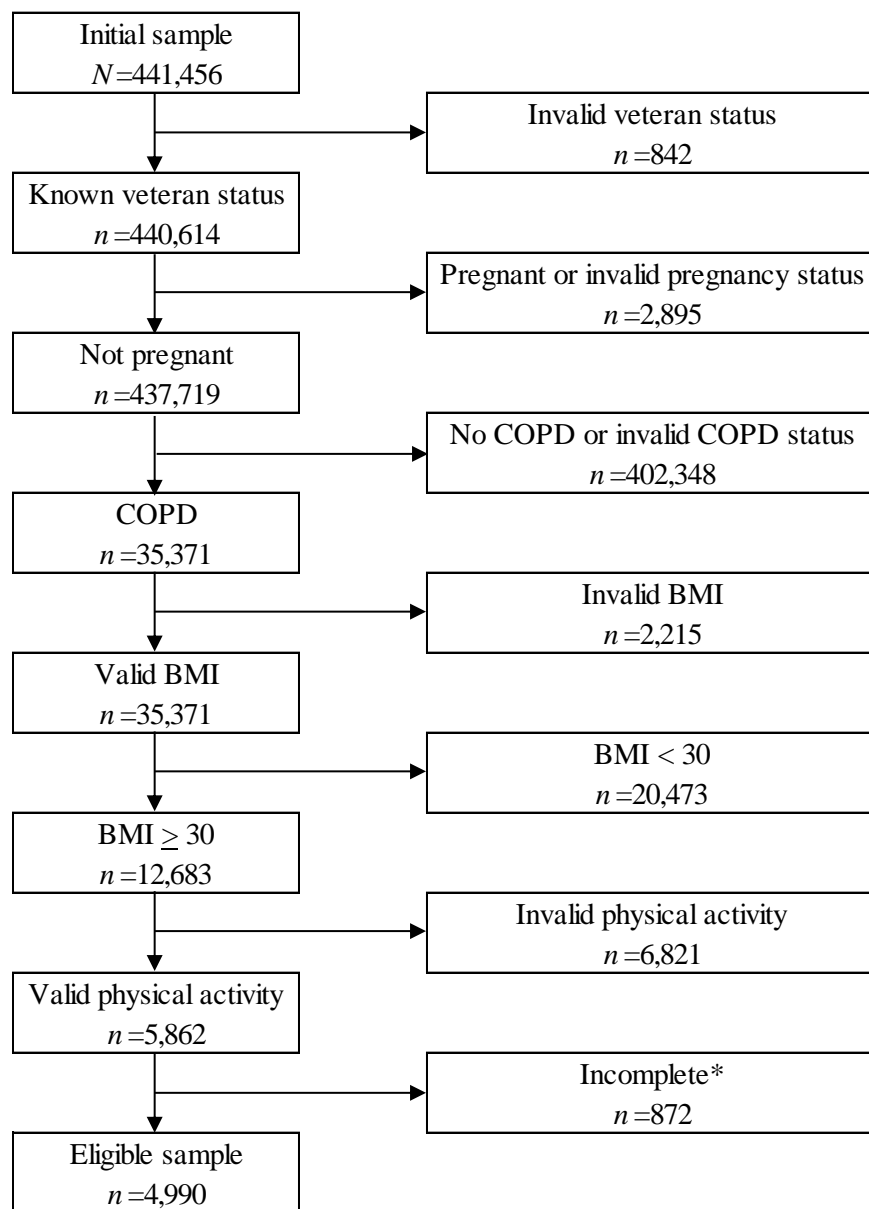 Initial sample
N=441,456
Invalid veteran status
n=842
Known veteran status
n=440,614
Pregnant or invalid pregnancy status
n=2,895
Not pregnant
n=437,719
No COPD or invalid COPD status
n=402,348
COPD
n=35,371
Invalid BMI
n=2,215
Valid BMI
n=35,371
BMI < 30
n=20,473
BMI ≥ 30
n=12,683
Invalid physical activity
n=6,821
Valid physical activity
n=5,862
Incomplete*
n=872
Eligible sample
n=4,990